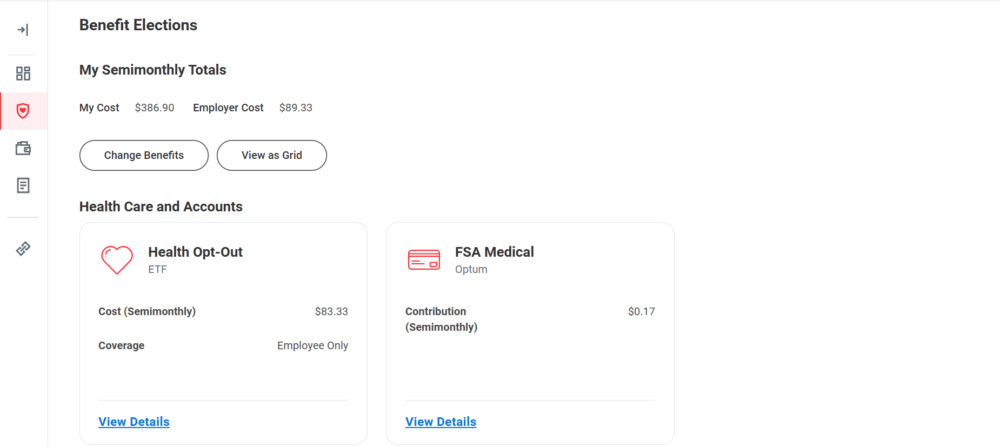 Benefit Elections
My Semimonthly Totals
My Cost $386.90 Employer Cost $89.33
Change Benefits View as Grid
Health Care and Accounts
Health Opt-Out
ETF
Cost (Semimonthly) $83.33
Coverage Employee Only
View Details
FSA Medical
Optum
Contribution $0.17
(Semimonthly)
View Details